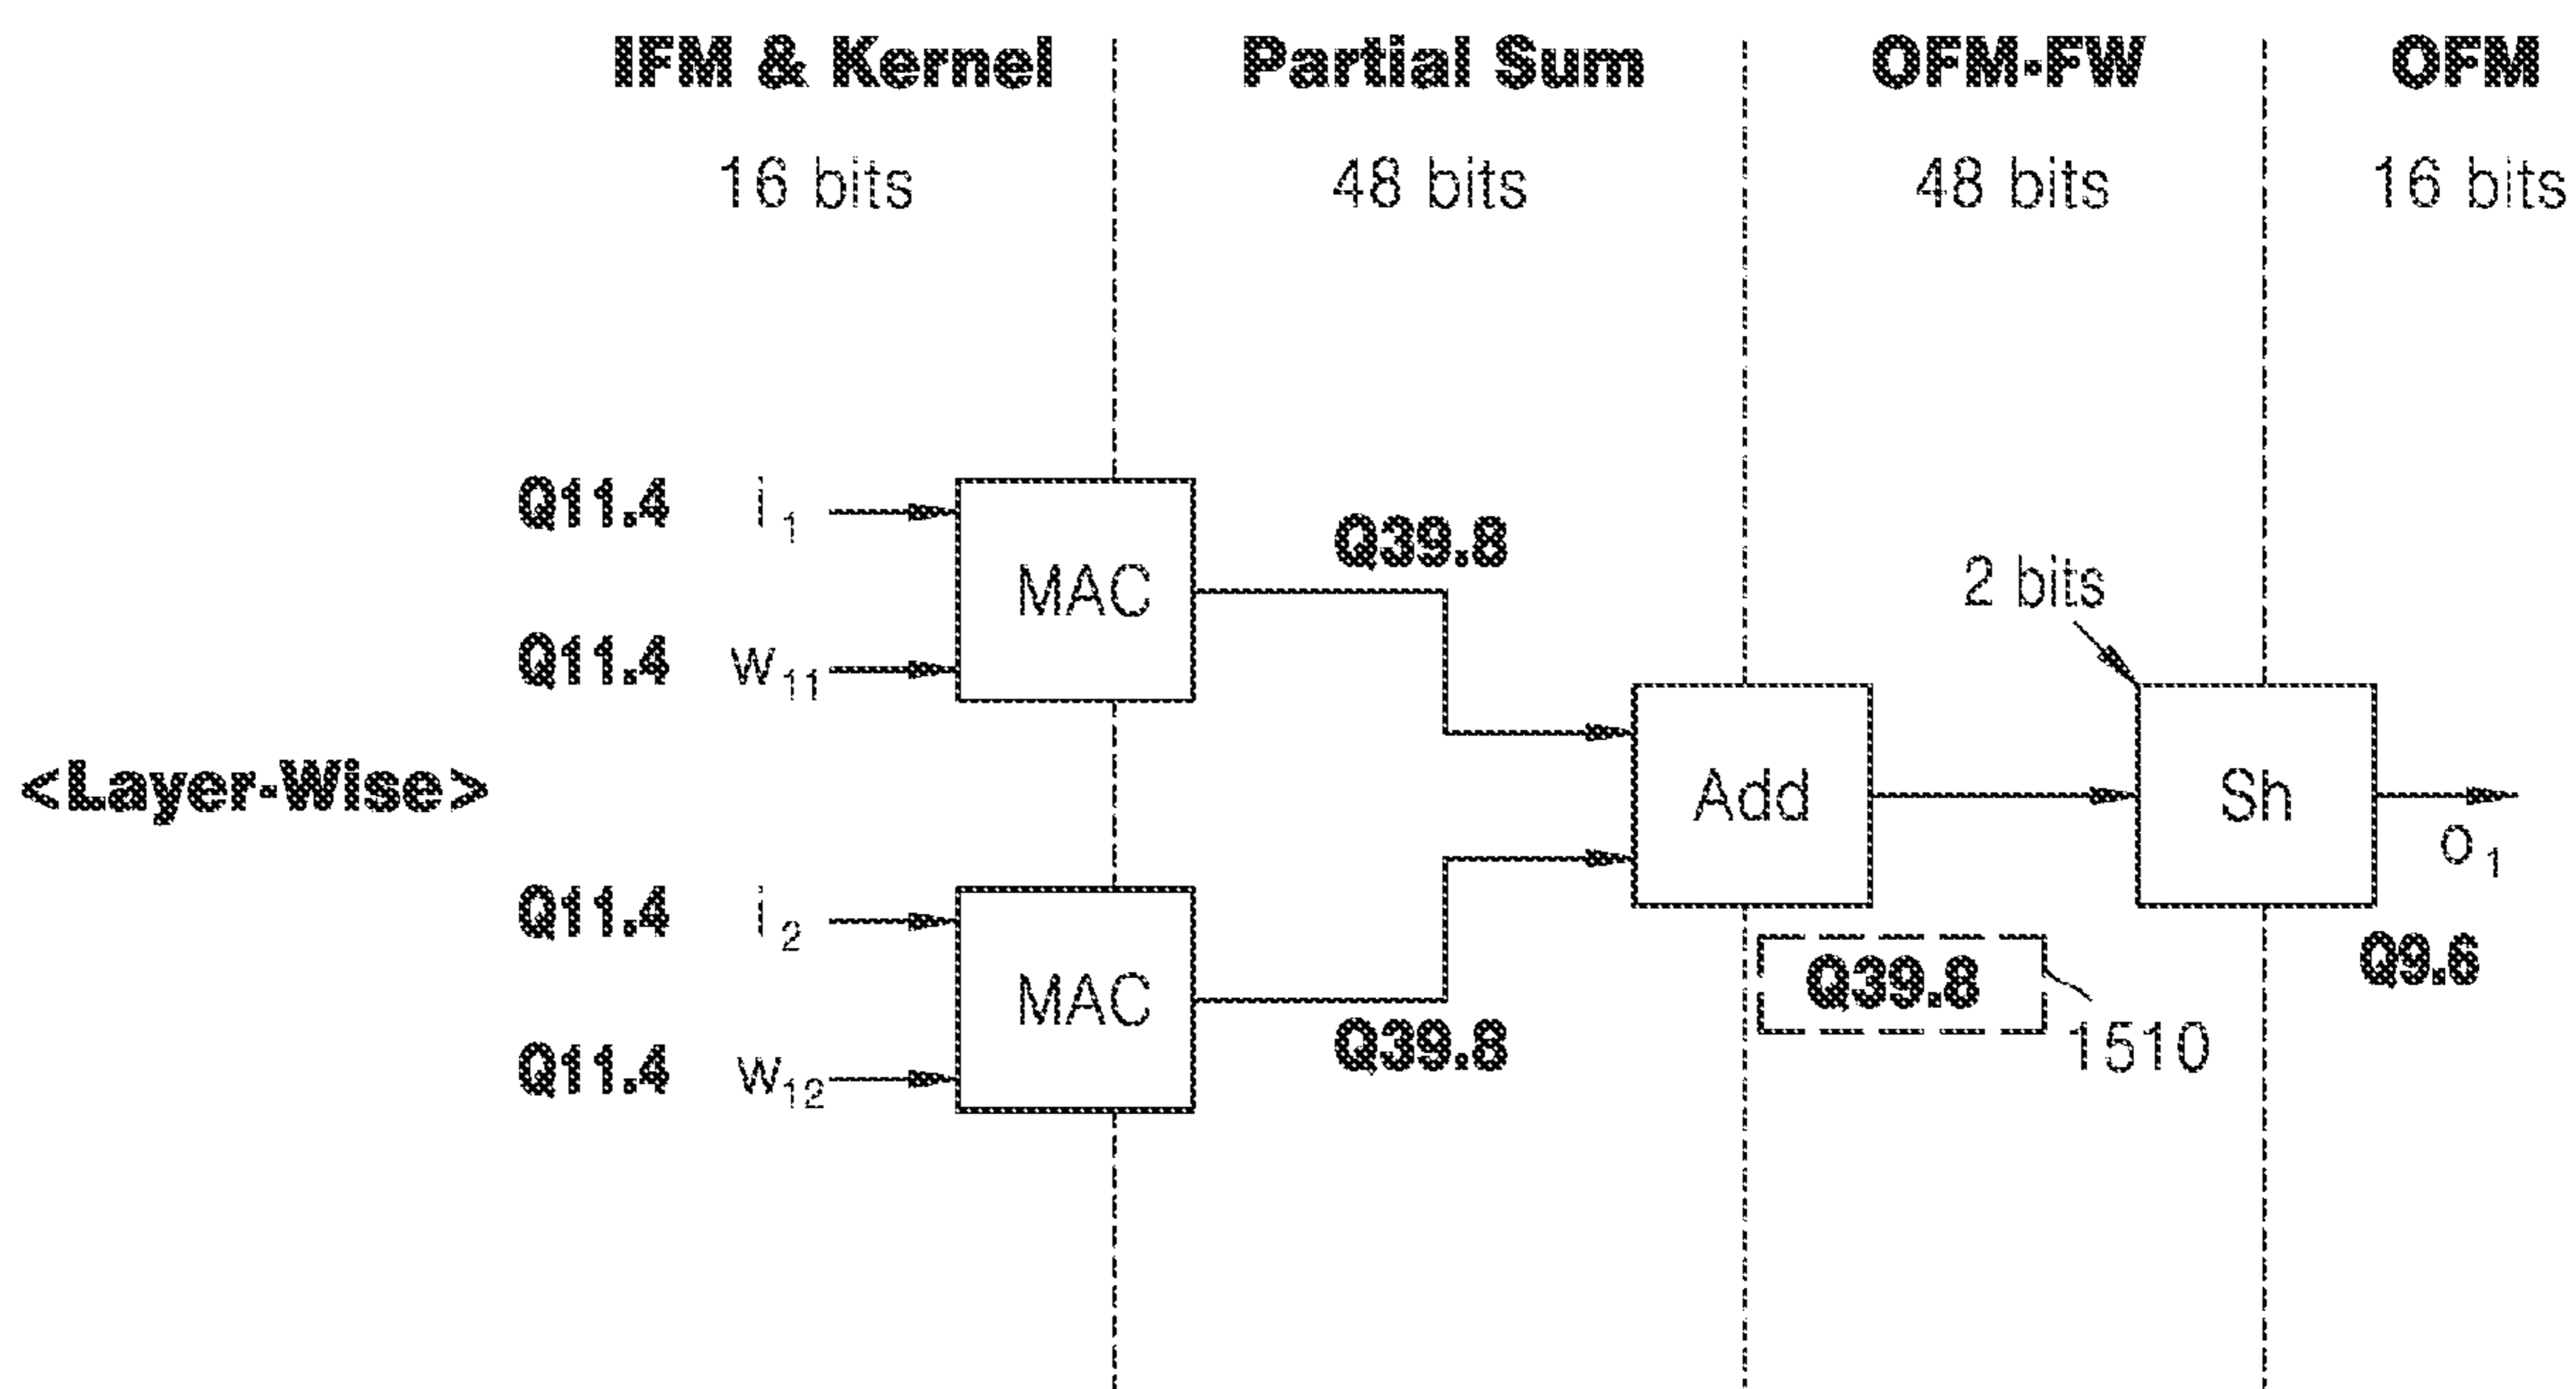 IFM & Kernel Partial Sum OFM-FW OFM
16 bits 48 bits 48 bits 16 bits
Q11.4 i1
MAC
Q39.8
Q11.4 w11
2 bits
<Layer-Wise>
Add
Sh
o1
Q11.4 i2
MAC
Q39.8
Q39.8
1510
Q9.6
Q11.4 w12